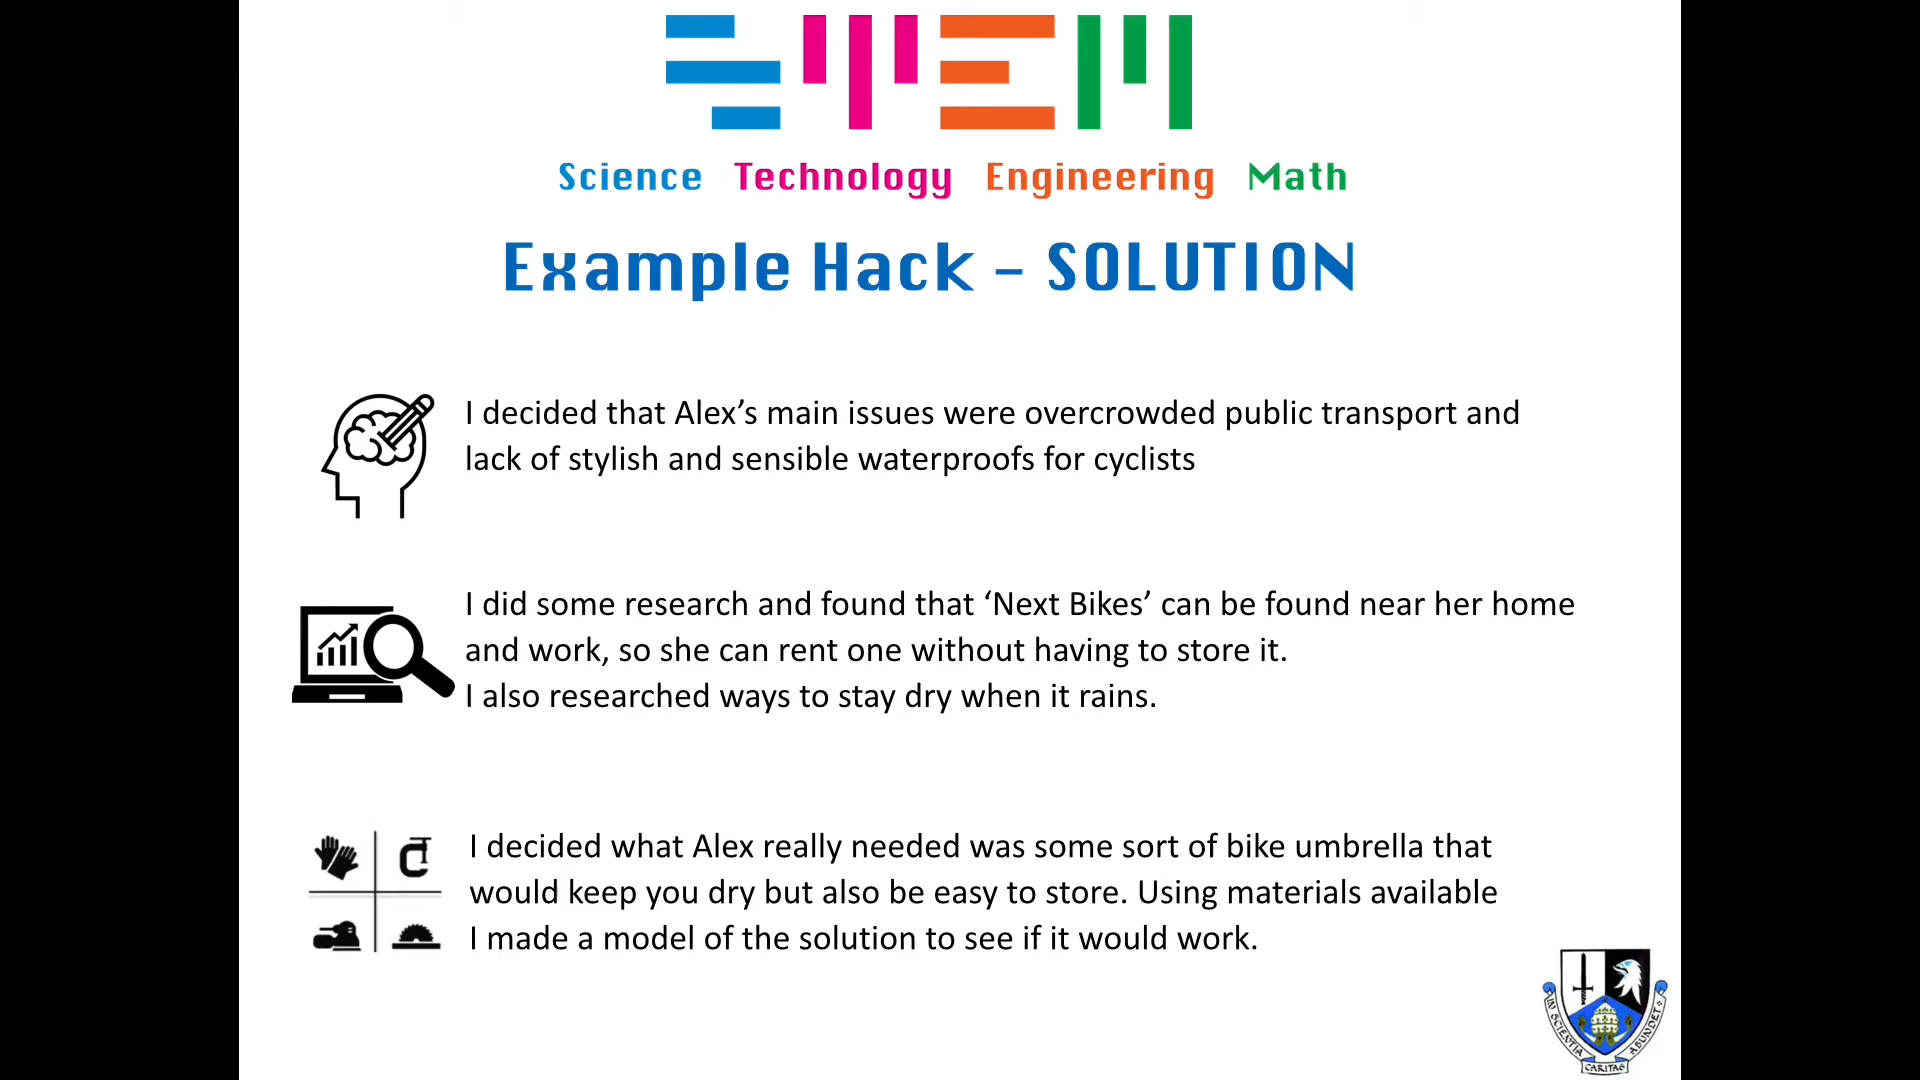 STEM
Science Technology Engineering Math
Example Hack – SOLUTION
I decided that Alex’s main issues were overcrowded public transport and
lack of stylish and sensible waterproofs for cyclists
I did some research and found that ‘Next Bikes’ can be found near her home
and work, so she can rent one without having to store it.
I also researched ways to stay dry when it rains.
I decided what Alex really needed was some sort of bike umbrella that
would keep you dry but also be easy to store. Using materials available
I made a model of the solution to see if it would work.
IN SCIENTIA CARITAS ABUNDET